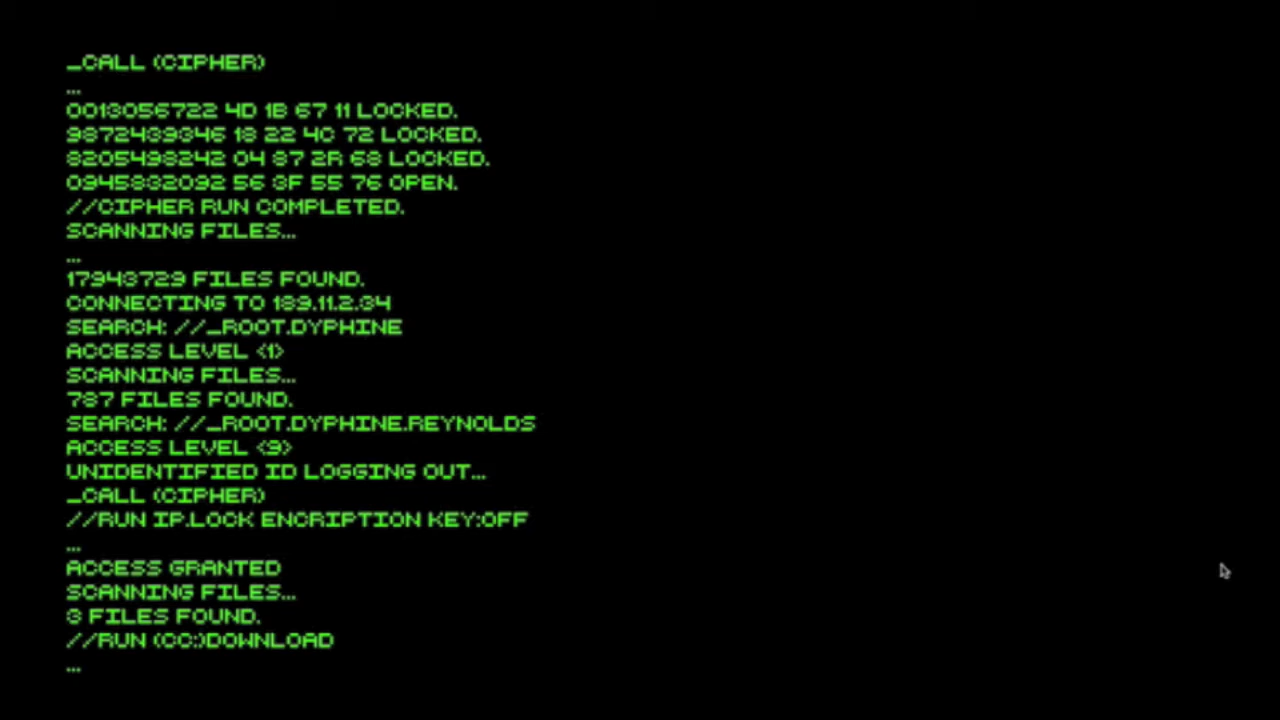 _CALL (CIPHER)
...
0013056722 4D 1B 67 11 LOCKED.
9872439346 18 22 4C 72 LOCKED.
8205498242 04 87 2R 68 LOCKED.
0945832092 56 3F 55 76 OPEN.
//CIPHER RUN COMPLETED.
SCANNING FILES...
...
17943729 FILES FOUND.
CONNECTING TO 189.11.2.34
SEARCH: //_ROOT.DYPHINE
ACCESS LEVEL <1>
SCANNING FILES...
787 FILES FOUND.
SEARCH: //_ROOT.DYPHINE.REYNOLDS
ACCESS LEVEL <9>
UNIDENTIFIED ID LOGGING OUT...
_CALL (CIPHER)
//RUN IP.LOCK ENCRIPTION KEY:OFF
...
ACCESS GRANTED
SCANNING FILES...
3 FILES FOUND.
//RUN (CC:)DOWNLOAD
...